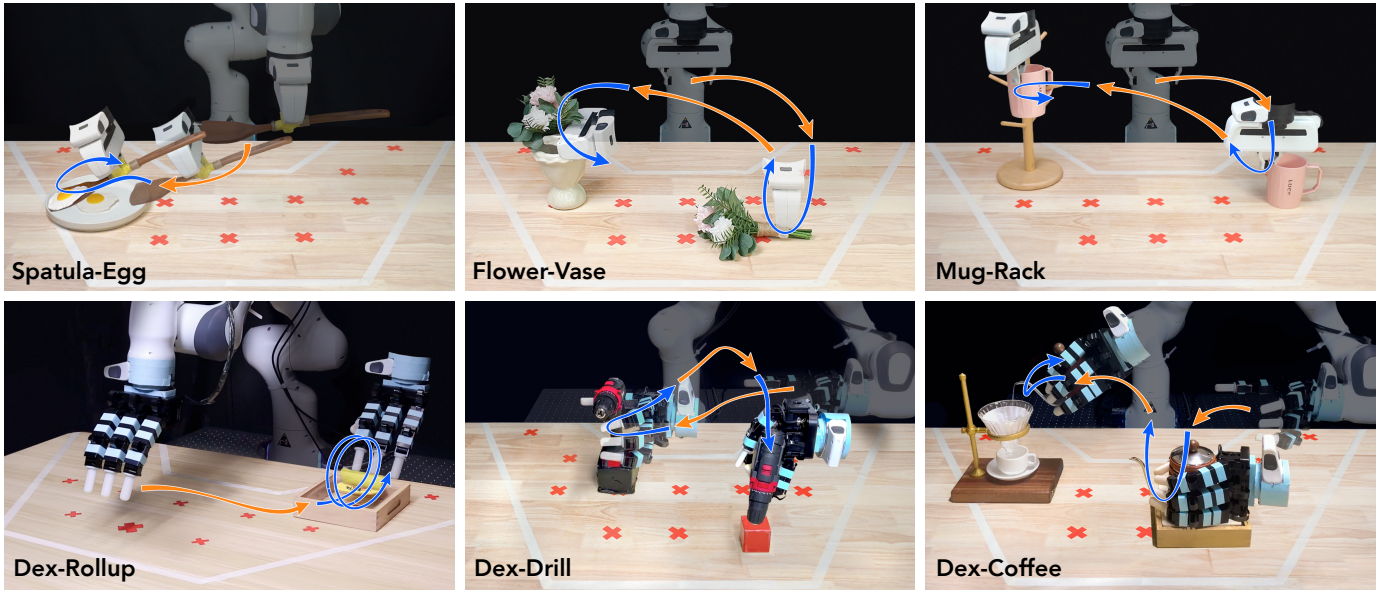 Spatula-Egg
Flower-Vase
Mug-Rack
Dex-Rollup
Dex-Drill
Dex-Coffee